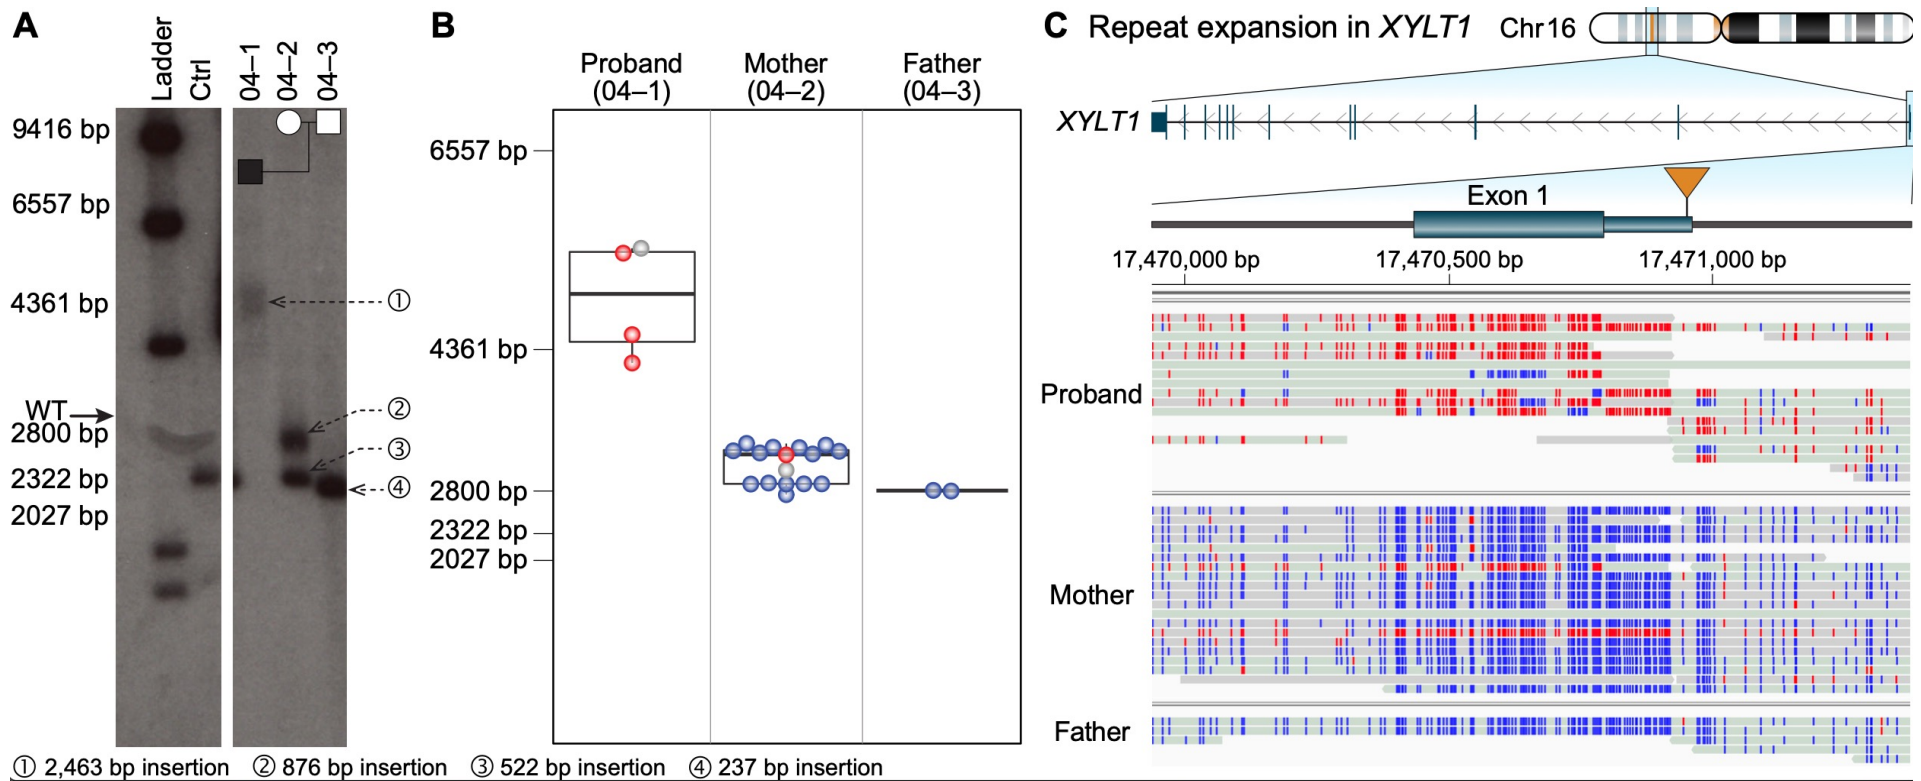 A
Ladder
Ctrl
04–1
04–2
04–3
9416 bp
6557 bp
4361 bp
WT
2800 bp
2322 bp
2027 bp
①
②
③
④
① 2,463 bp insertion ② 876 bp insertion ③ 522 bp insertion ④ 237 bp insertion
B
Proband
(04–1)
Mother
(04–2)
Father
(04–3)
6557 bp
4361 bp
2800 bp
2322 bp
2027 bp
C Repeat expansion in XYLT1 Chr16
XYLT1
Exon 1
17,470,000 bp 17,470,500 bp 17,471,000 bp
Proband
Mother
Father